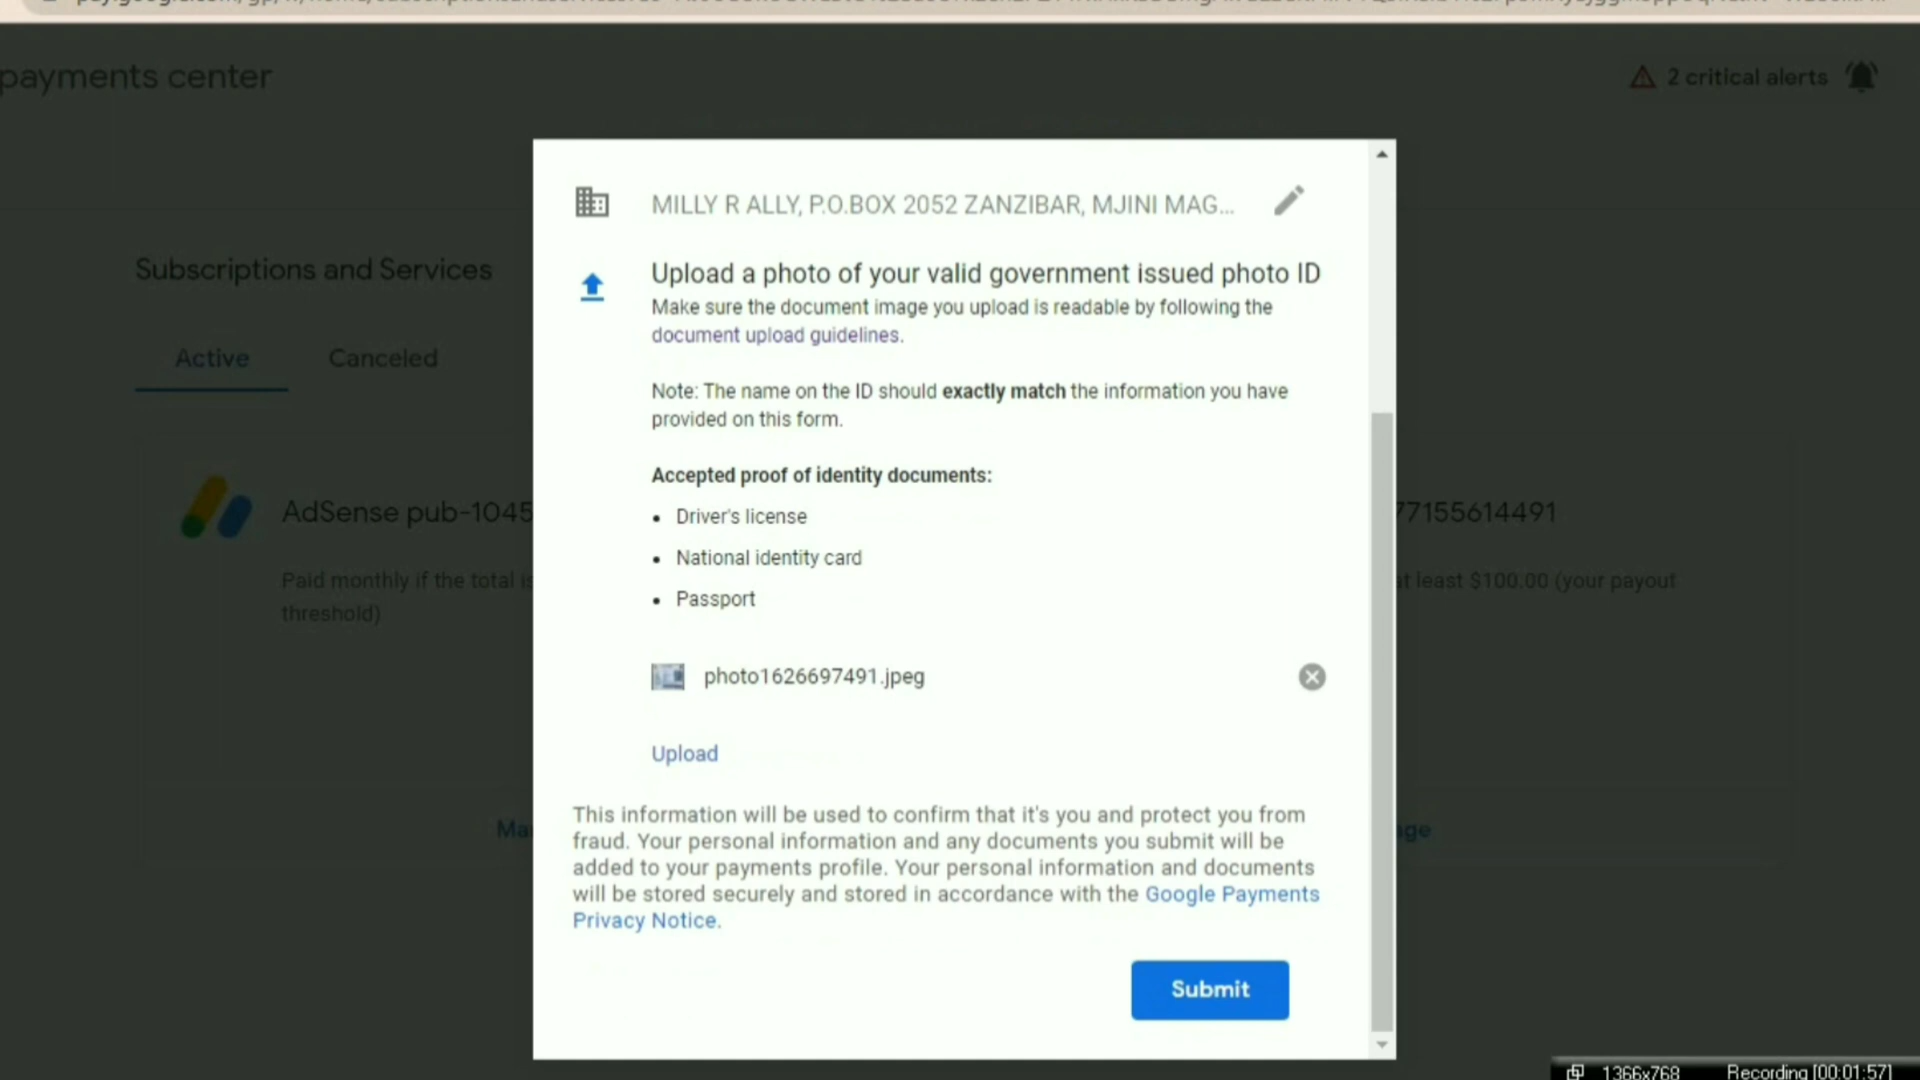 payments center
2 critical alerts
MILLY R ALLY, P.O.BOX 2052 ZANZIBAR, MJINI MAG...
Subscriptions and Services
Upload a photo of your valid government issued photo ID
Make sure the document image you upload is readable by following the
document upload guidelines.
Active
Canceled
Note: The name on the ID should exactly match the information you have
provided on this form.
Accepted proof of identity documents:
• Driver's license
• National identity card
• Passport
AdSense pub-1045
77155614491
Paid monthly if the total is
threshold)
at least $100.00 (your payout
photo1626697491.jpeg
Upload
This information will be used to confirm that it's you and protect you from
fraud. Your personal information and any documents you submit will be
added to your payments profile. Your personal information and documents
will be stored securely and stored in accordance with the Google Payments
Privacy Notice.
Submit
1366x768
Recording [00:01:57]